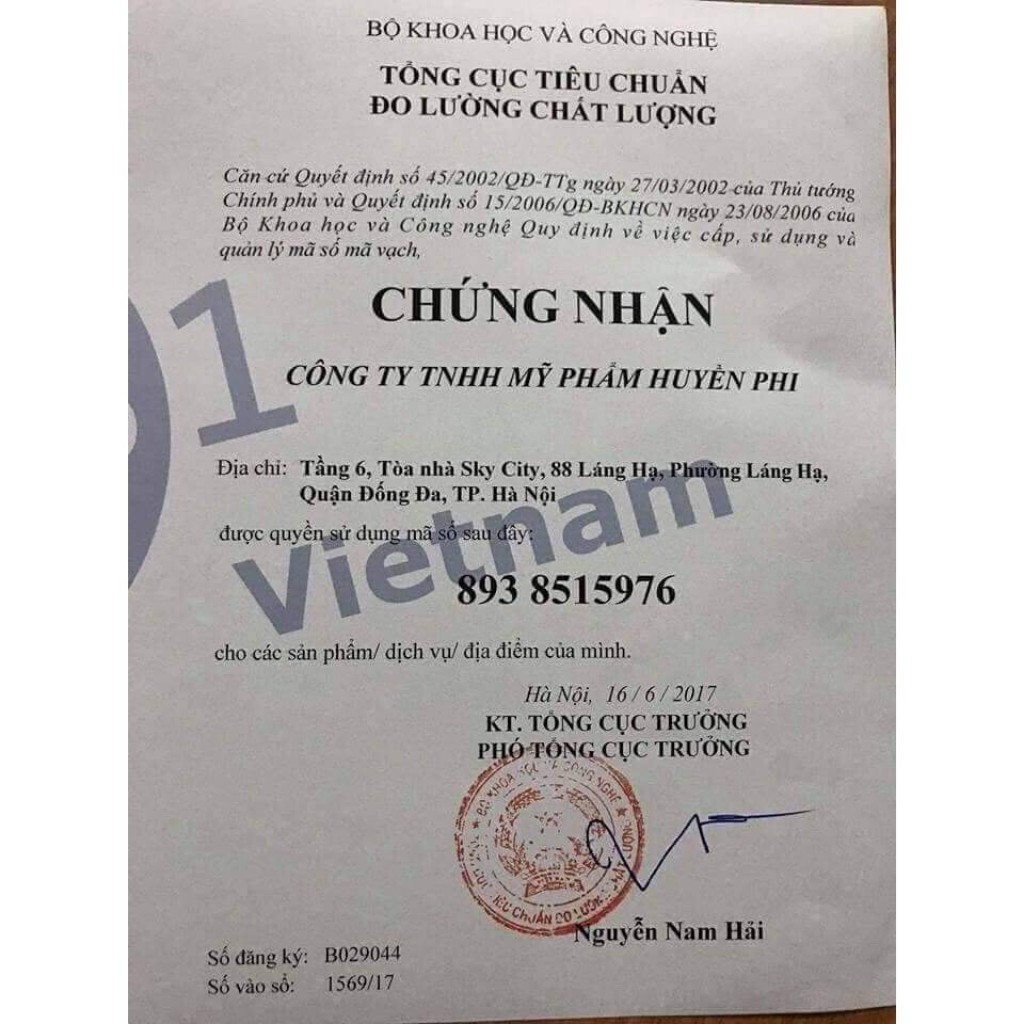 BỘ KHOA HỌC VÀ CÔNG NGHỆ
TỔNG CỤC TIÊU CHUẨN
ĐO LƯỜNG CHẤT LƯỢNG
Căn cứ Quyết định số 45/2002/QĐ-TTg ngày 27/03/2002 của Thủ tướng
Chính phủ và Quyết định số 15/2006/QĐ-BKHCN ngày 23/08/2006 của
Bộ Khoa học và Công nghệ Quy định về việc cấp, sử dụng và
quản lý mã số mã vạch,
CHỨNG NHẬN
CÔNG TY TNHH MỸ PHẨM HUYỀN PHI
Địa chỉ: Tầng 6, Tòa nhà Sky City, 88 Láng Hạ, Phường Láng Hạ,
Quận Đống Đa, TP. Hà Nội
được quyền sử dụng mã số sau đây:
Vietnam
893 8515976
cho các sản phẩm/ dịch vụ/ địa điểm của mình.
Hà Nội, 16 / 6 / 2017
KT. TỔNG CỤC TRƯỞNG
PHÓ TỔNG CỤC TRƯỞNG
BỘ KHOA HỌC VÀ CÔNG NGHỆ
Nguyễn Nam Hải
Số đăng ký: B029044
Số vào sổ: 1569/17